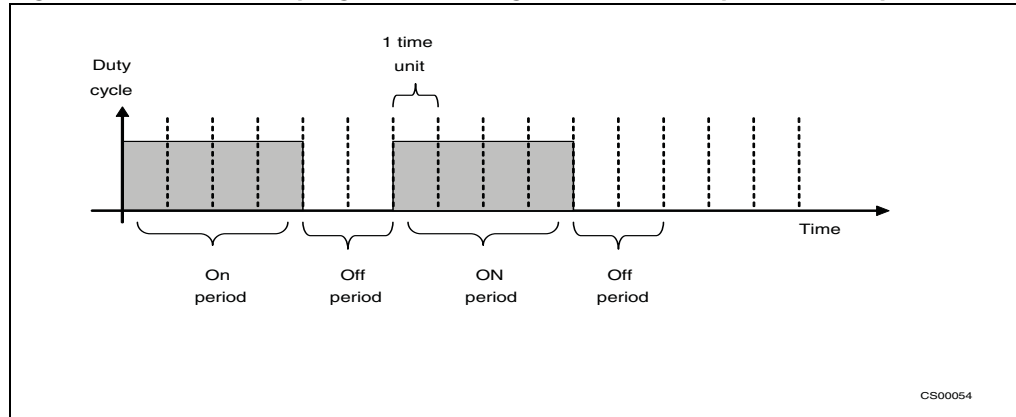 1 time
unit
Duty
cycle
Time
On
period
Off
period
ON
period
Off
period
CS00054